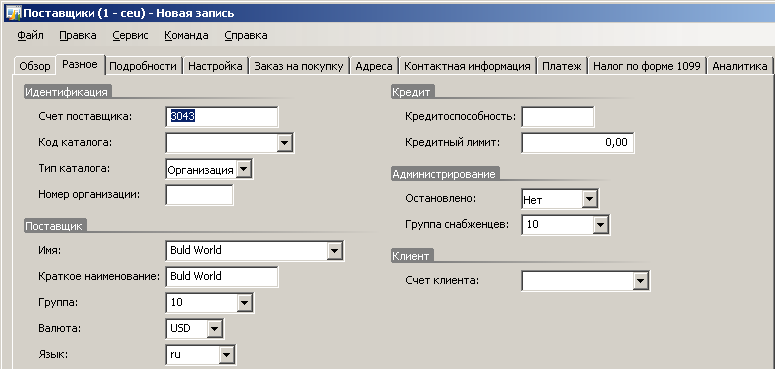 Поставщики (1 - ceu) - Новая запись
Файл Правка Сервис Команда Справка
Обзор Разное Подробности Настройка Заказ на покупку Адреса Контактная информация Платеж Налог по форме 1099 Аналитика
Идентификация
Счет поставщика: 3043
Код каталога:
Тип каталога: Организация
Номер организации:
Поставщик
Имя: Buld World
Краткое наименование: Buld World
Группа: 10
Валюта: USD
Язык: ru
Кредит
Кредитоспособность:
Кредитный лимит: 0,00
Администрирование
Остановлено: Нет
Группа снабженцев: 10
Клиент
Счет клиента: